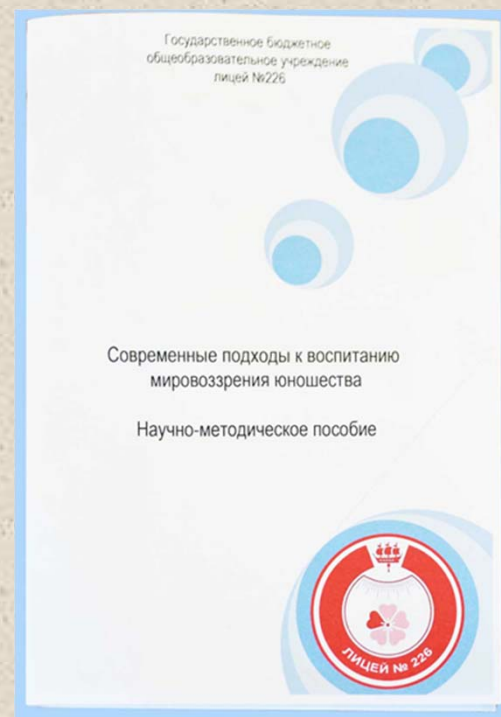 Государственное бюджетное
общеобразовательное учреждение
лицей №226
Современные подходы к воспитанию
мировоззрения юношества
Научно-методическое пособие
ЛИЦЕЙ № 226